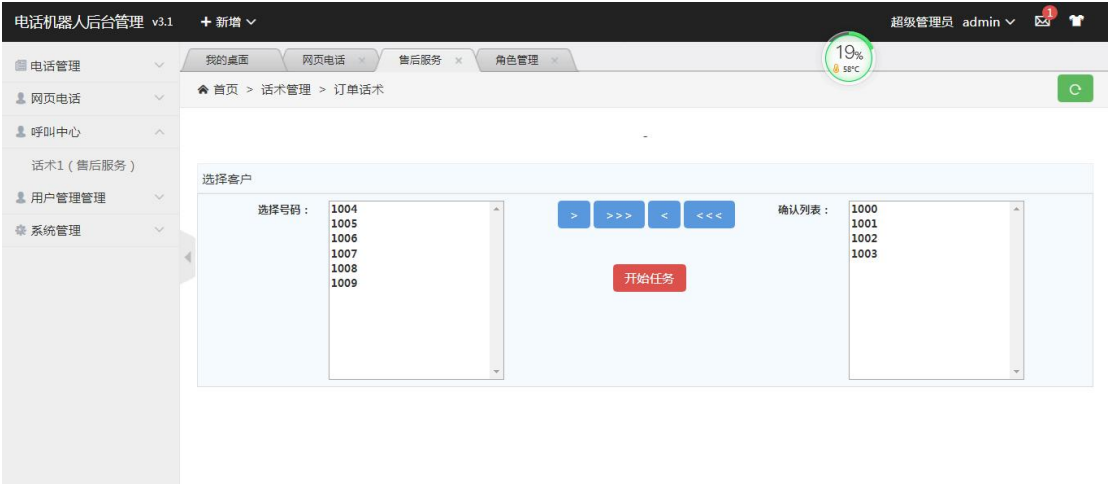 电话机器人后台管理 v3.1 + 新增 超级管理员 admin 1
我的桌面 网页电话 × 售后服务 × 角色管理 ×
19%
58℃
首页 > 话术管理 > 订单话术
电话管理
网页电话
呼叫中心
话术1（售后服务）
用户管理管理
系统管理
-
选择客户
选择号码：
1004
1005
1006
1007
1008
1009
> >>> < <<<
开始任务
确认列表：
1000
1001
1002
1003